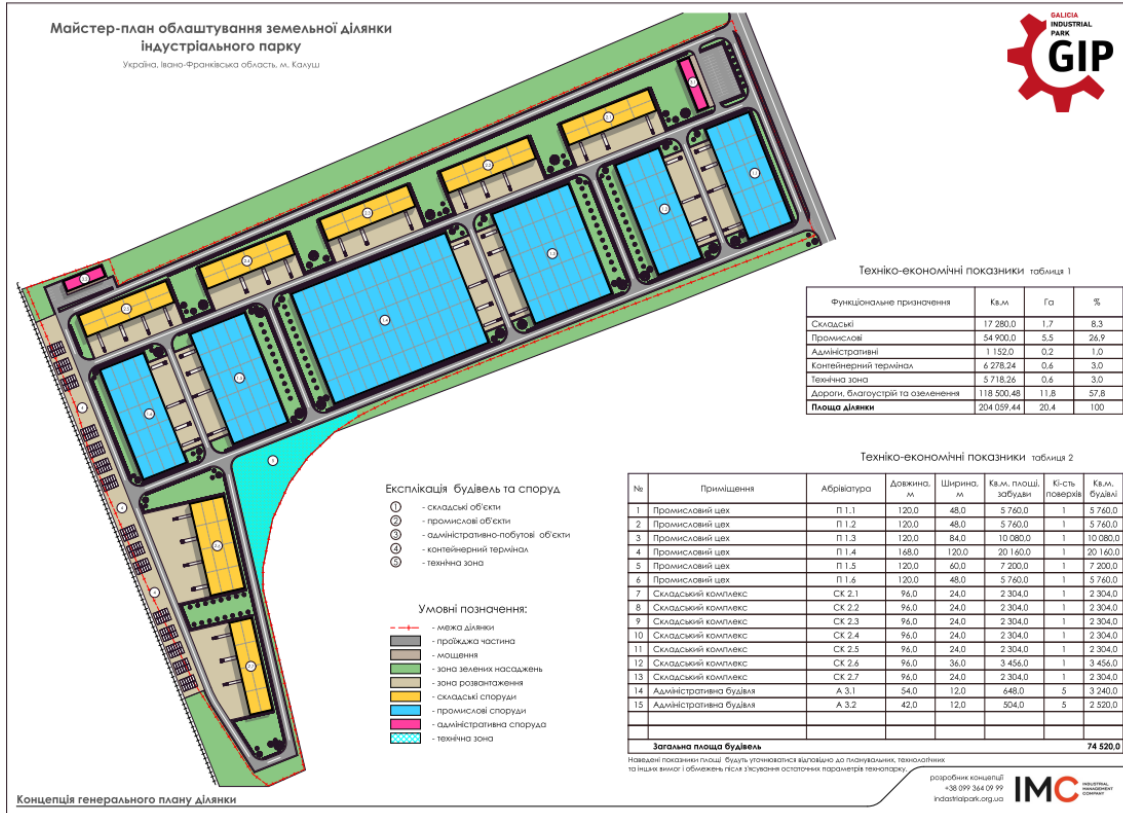 Майстер-план облаштування земельної ділянки
індустріального парку
Україна, Івано-Франківська область, м. Калуш
GALICIA
INDUSTRIAL
PARK
GIP
Техніко-економічні показники таблиця 1
Функціональне призначення Кв.м Га %
Складські 17 280,0 1,7 8,3
Промислові 54 900,0 5,5 26,9
Адміністративні 1 152,0 0,2 1,0
Контейнерний термінал 6 278,24 0,6 3,0
Технічна зона 5 718,26 0,6 3,0
Дороги, благоустрій та озеленення 118 500,48 11,8 57,8
Площа ділянки 204 059,44 20,4 100
Експлікація будівель та споруд
1 - складські об'єкти
2 - промислові об'єкти
3 - адміністративно-побутові об'єкти
4 - контейнерний термінал
5 - технічна зона
Умовні позначення:
- межа ділянки
- проїжджа частина
- мощення
- зона зелених насаджень
- зона розвантаження
- складські споруди
- промислові споруди
- адміністративна споруда
- технічна зона
Техніко-економічні показники таблиця 2
№ Приміщення Абрівіатура Довжина, м Ширина, м Кв.м. площі, забудви Кі-сть поверхів Кв.м. будівлі
1 Промисловий цех П 1.1 120,0 48,0 5 760,0 1 5 760,0
2 Промисловий цех П 1.2 120,0 48,0 5 760,0 1 5 760,0
3 Промисловий цех П 1.3 120,0 84,0 10 080,0 1 10 080,0
4 Промисловий цех П 1.4 168,0 120,0 20 160,0 1 20 160,0
5 Промисловий цех П 1.5 120,0 60,0 7 200,0 1 7 200,0
6 Промисловий цех П 1.6 120,0 48,0 5 760,0 1 5 760,0
7 Складський комплекс СК 2.1 96,0 24,0 2 304,0 1 2 304,0
8 Складський комплекс СК 2.2 96,0 24,0 2 304,0 1 2 304,0
9 Складський комплекс СК 2.3 96,0 24,0 2 304,0 1 2 304,0
10 Складський комплекс СК 2.4 96,0 24,0 2 304,0 1 2 304,0
11 Складський комплекс СК 2.5 96,0 24,0 2 304,0 1 2 304,0
12 Складський комплекс СК 2.6 96,0 36,0 3 456,0 1 3 456,0
13 Складський комплекс СК 2.7 96,0 24,0 2 304,0 1 2 304,0
14 Адміністративна будівля А 3.1 54,0 12,0 648,0 5 3 240,0
15 Адміністративна будівля А 3.2 42,0 12,0 504,0 5 2 520,0
Загальна площа будівель 74 520,0
Наведені показники площі будуть уточнюватися відповідно до планувальних, технологічних
та інших вимог і обмежень після з'ясування остаточних параметрів технопарку.
розробник концепції
+38 099 364 09 99
indastrialpark.org.ua
IMC
INDUSTRIAL
MANAGEMENT
COMPANY
Концепція генерального плану ділянки